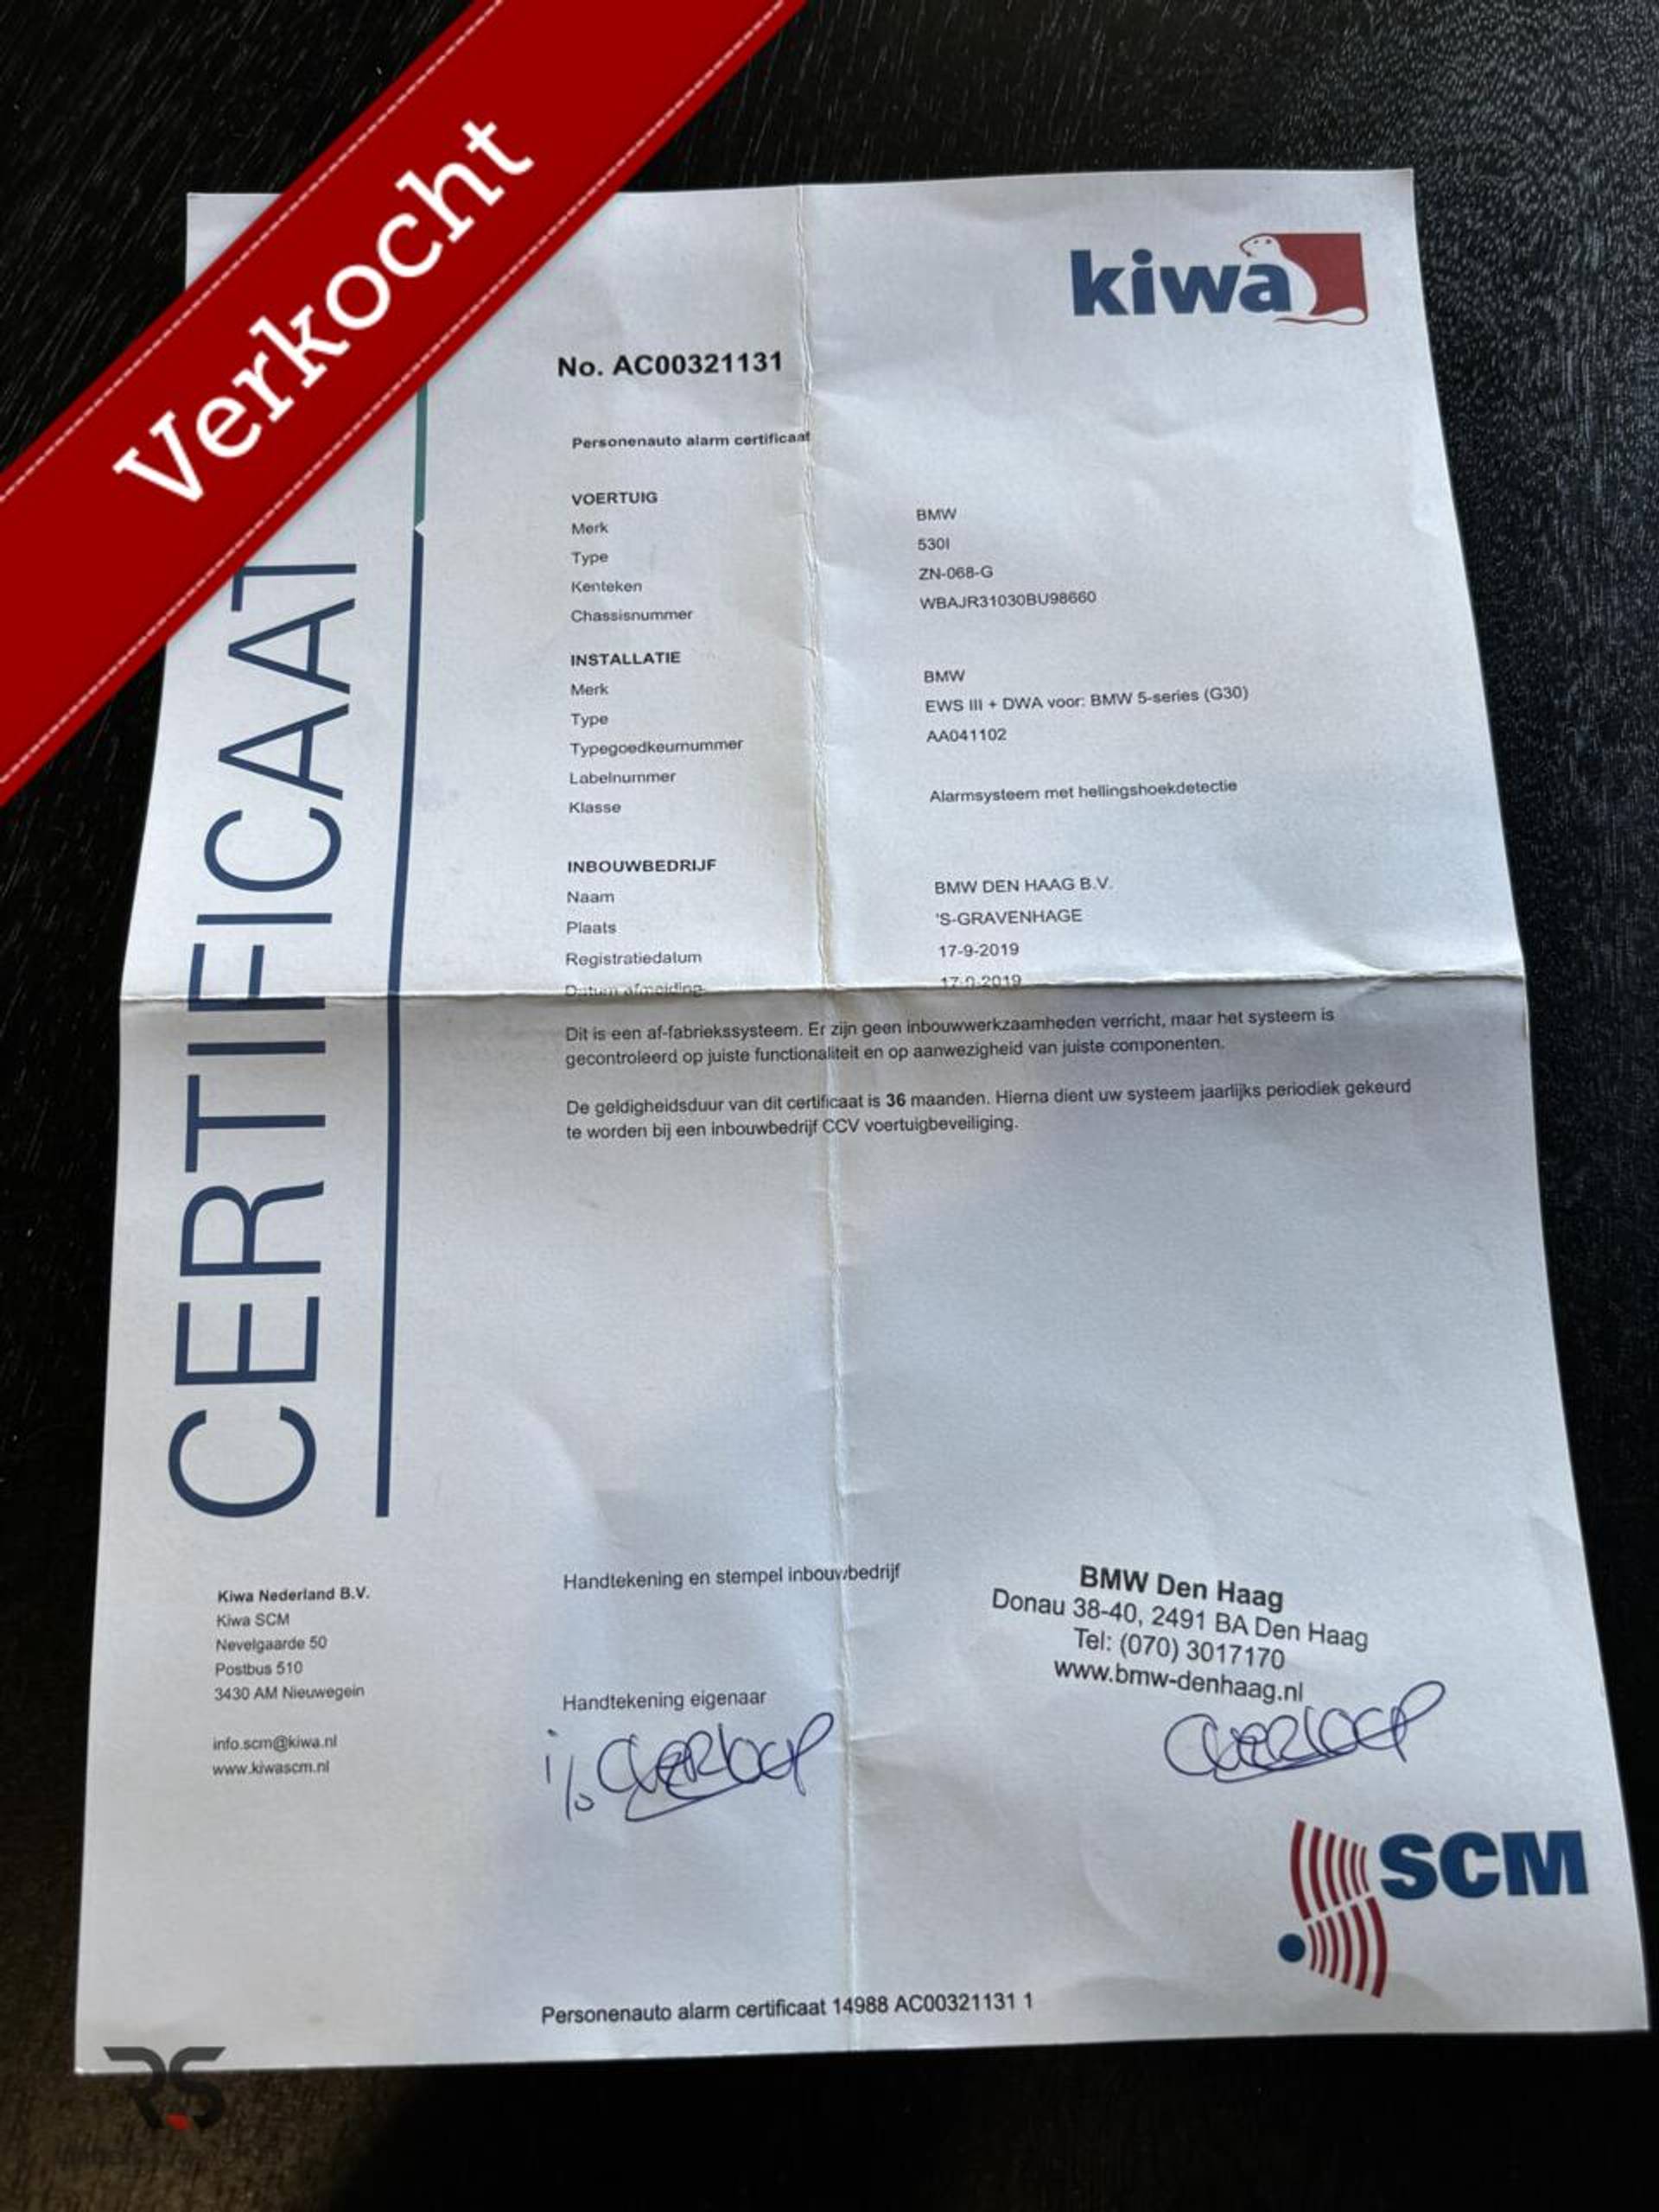 Verkocht
kiwa
No. AC00321131
Personenauto alarm certificaat
VOERTUIG
Merk BMW
Type 530I
Kenteken ZN-068-G
Chassisnummer WBAJR31030BU98660
INSTALLATIE
Merk BMW
Type EWS III + DWA voor: BMW 5-series (G30)
Typegoedkeurnummer AA041102
Labelnummer
Klasse Alarmsysteem met hellingshoekdetectie
INBOUWBEDRIJF
Naam BMW DEN HAAG B.V.
Plaats 'S-GRAVENHAGE
Registratiedatum 17-9-2019
Datum afmelding 17-9-2019
Dit is een af-fabriekssysteem. Er zijn geen inbouwwerkzaamheden verricht, maar het systeem is
gecontroleerd op juiste functionaliteit en op aanwezigheid van juiste componenten.
De geldigheidsduur van dit certificaat is 36 maanden. Hierna dient uw systeem jaarlijks periodiek gekeurd
te worden bij een inbouwbedrijf CCV voertuigbeveiliging.
CERTIFICAAT
Kiwa Nederland B.V.
Kiwa SCM
Nevelgaarde 50
Postbus 510
3430 AM Nieuwegein
info.scm@kiwa.nl
www.kiwascm.nl
Handtekening en stempel inbouwbedrijf
BMW Den Haag
Donau 38-40, 2491 BA Den Haag
Tel: (070) 3017170
www.bmw-denhaag.nl
Handtekening eigenaar
SCM
Personenauto alarm certificaat 14988 AC00321131 1
RS